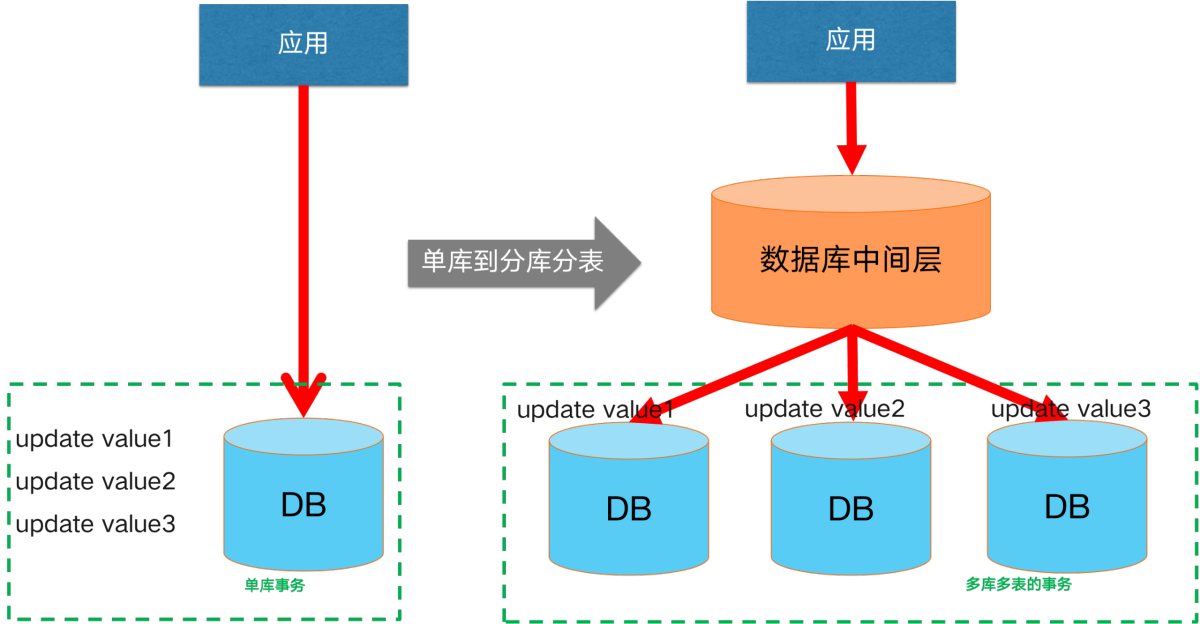 应用
update value1
update value2
update value3
DB
单库事务
单库到分库分表
应用
数据库中间层
update value1
update value2
update value3
DB
DB
DB
多库多表的事务